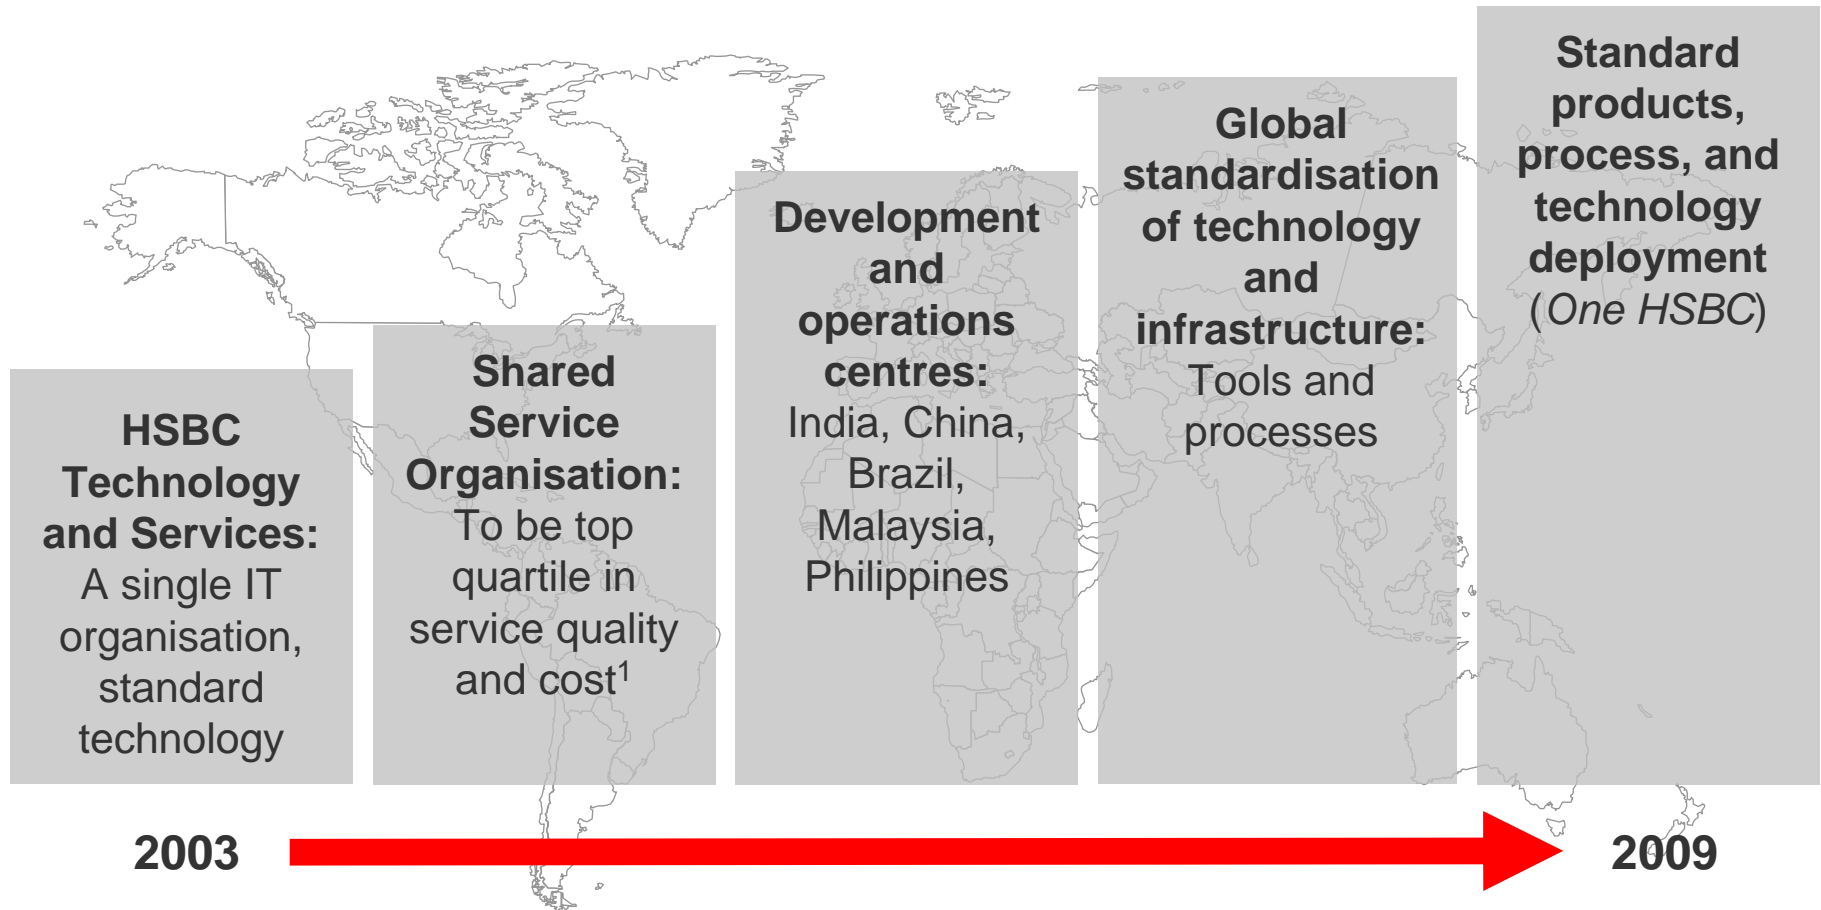 HSBC
Technology
and Services:
A single IT
organisation,
standard
technology
Shared
Service
Organisation:
To be top
quartile in
service quality
and cost¹
Development
and
operations
centres:
India, China,
Brazil,
Malaysia,
Philippines
Global
standardisation
of technology
and
infrastructure:
Tools and
processes
Standard
products,
process, and
technology
deployment
(One HSBC)
2003
2009